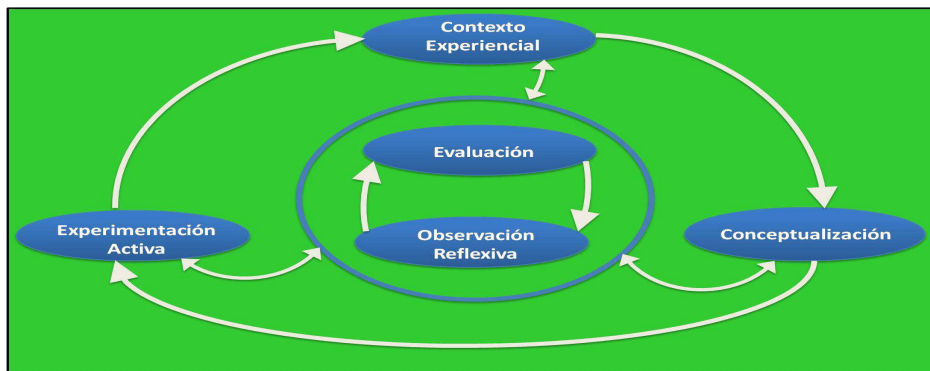 Contexto
Experiencial
Evaluación
Experimentación
Activa
Observación
Reflexiva
Conceptualización